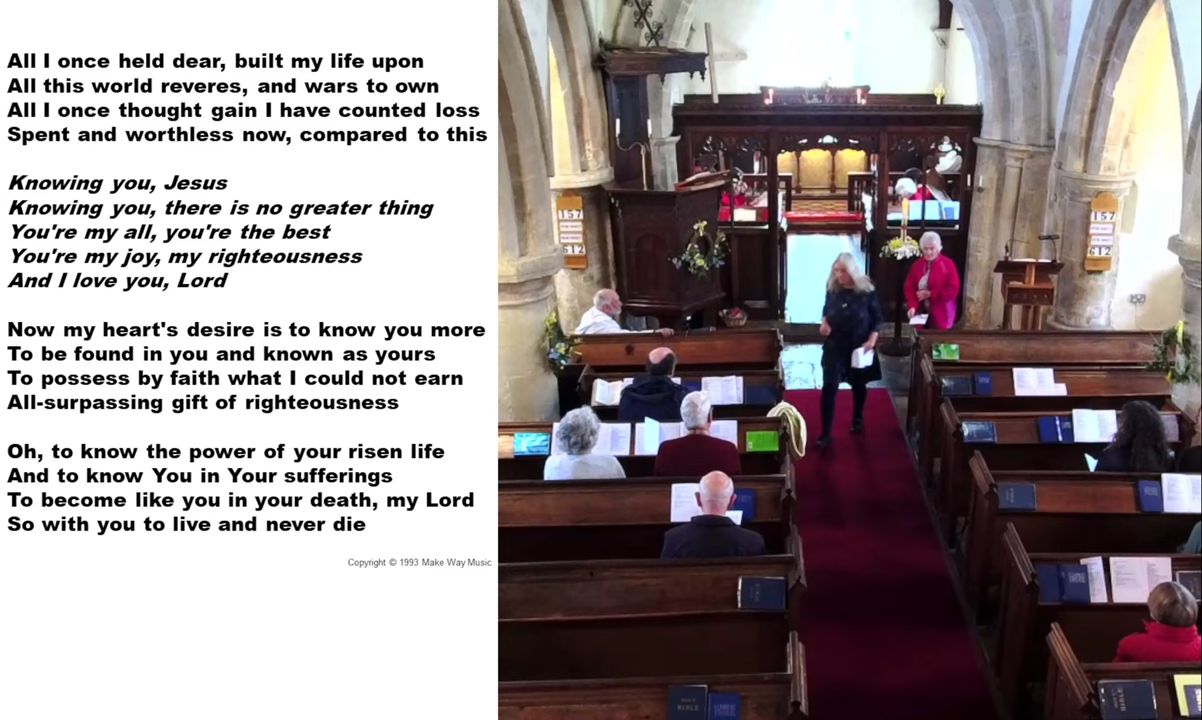 All I once held dear, built my life upon
All this world reveres, and wars to own
All I once thought gain I have counted loss
Spent and worthless now, compared to this
Knowing you, Jesus
Knowing you, there is no greater thing
You're my all, you're the best
You're my joy, my righteousness
And I love you, Lord
Now my heart's desire is to know you more
To be found in you and known as yours
To possess by faith what I could not earn
All-surpassing gift of righteousness
Oh, to know the power of your risen life
And to know You in Your sufferings
To become like you in your death, my Lord
So with you to live and never die
Copyright © 1993 Make Way Music
157
612
157
612
BIBLE